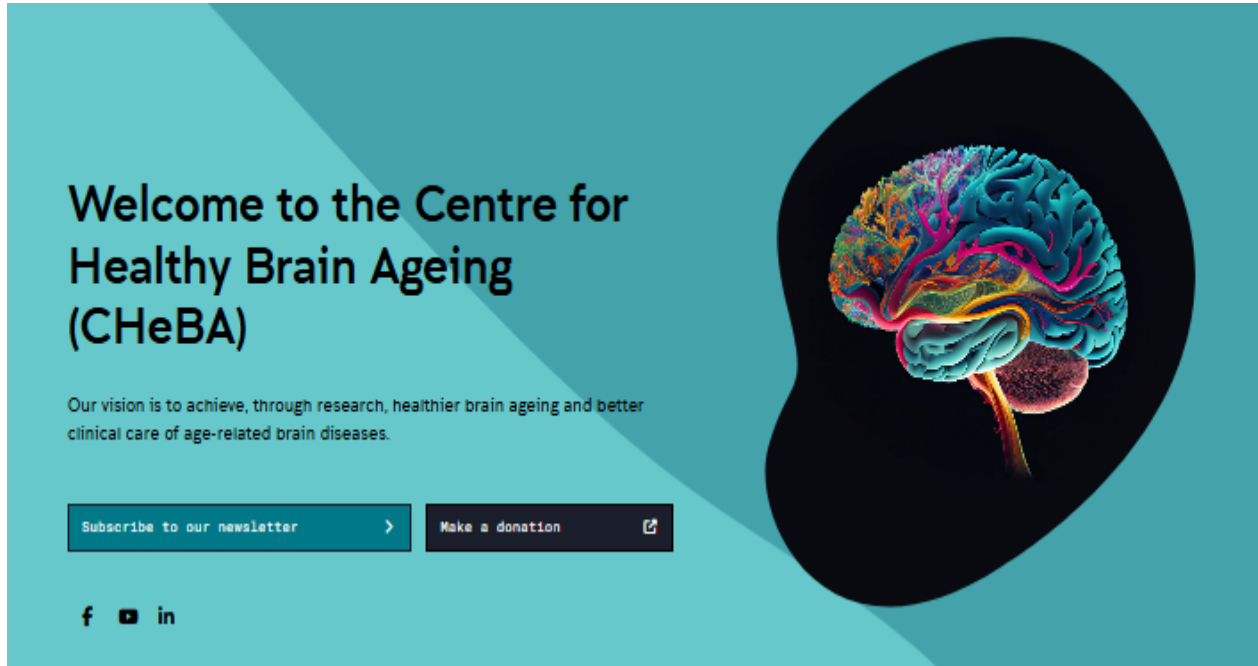 Welcome to the Centre for
Healthy Brain Ageing
(CHeBA)
Our vision is to achieve, through research, healthier brain ageing and better
clinical care of age-related brain diseases.
Subscribe to our newsletter
Make a donation